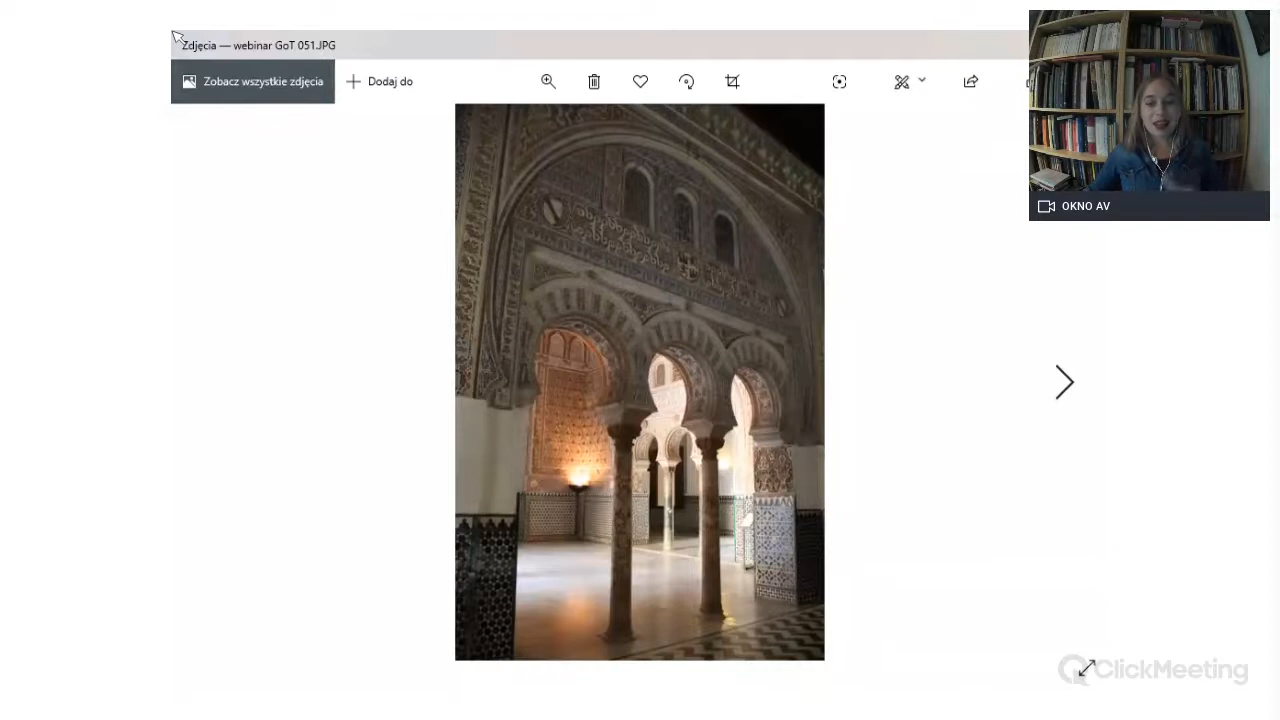 Zdjęcia — webinar GoT 051.JPG
Zobacz wszystkie zdjęcia
Dodaj do
OKNO AV
ClickMeeting